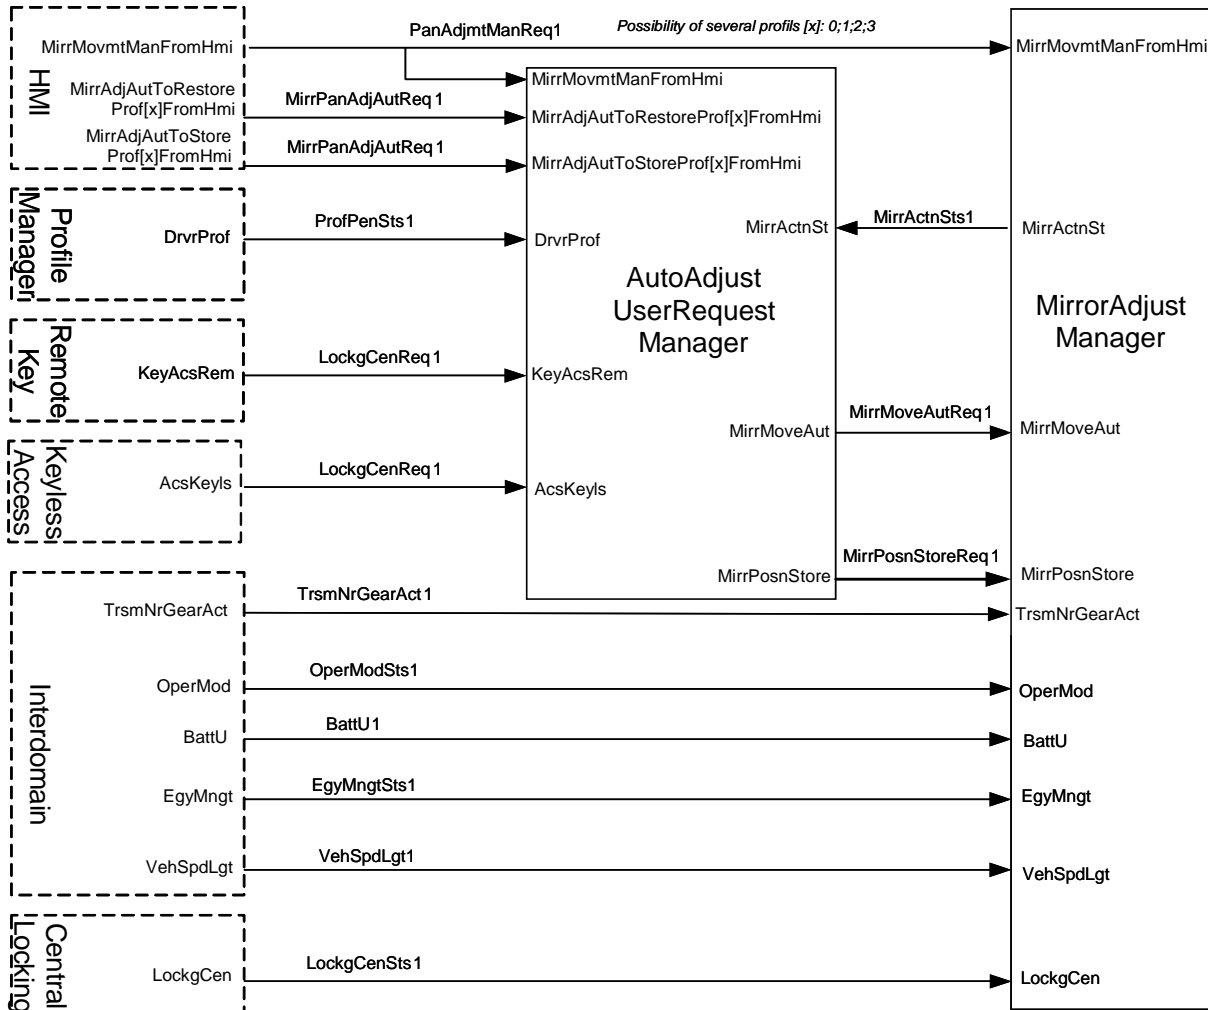 PanAdjmtManReq1
Possibility of several profils [x]: 0;1;2;3
HMI
MirrMovmtManFromHmi
MirrAdjAutToRestore
Prof[x]FromHmi
MirrAdjAutToStore
Prof[x]FromHmi
MirrPanAdjAutReq1
MirrPanAdjAutReq1
MirrMovmtManFromHmi
MirrAdjAutToRestoreProf[x]FromHmi
MirrAdjAutToStoreProf[x]FromHmi
MirrMovmtManFromHmi
Profile
Manager
DrvrProf
ProfPenSts1
DrvrProf
MirrActnSt
MirrActnSts1
MirrActnSt
AutoAdjust
UserRequest
Manager
MirrorAdjust
Manager
Remote
Key
KeyAcsRem
LockgCenReq1
KeyAcsRem
MirrMoveAut
MirrMoveAutReq1
MirrMoveAut
Keyless
Access
AcsKeyls
LockgCenReq1
AcsKeyls
MirrPosnStore
MirrPosnStoreReq1
MirrPosnStore
Interdomain
TrsmNrGearAct
TrsmNrGearAct1
TrsmNrGearAct
OperMod
OperModSts1
OperMod
BattU
BattU1
BattU
EgyMngt
EgyMngtSts1
EgyMngt
VehSpdLgt
VehSpdLgt1
VehSpdLgt
Central
Locking
LockgCen
LockgCenSts1
LockgCen